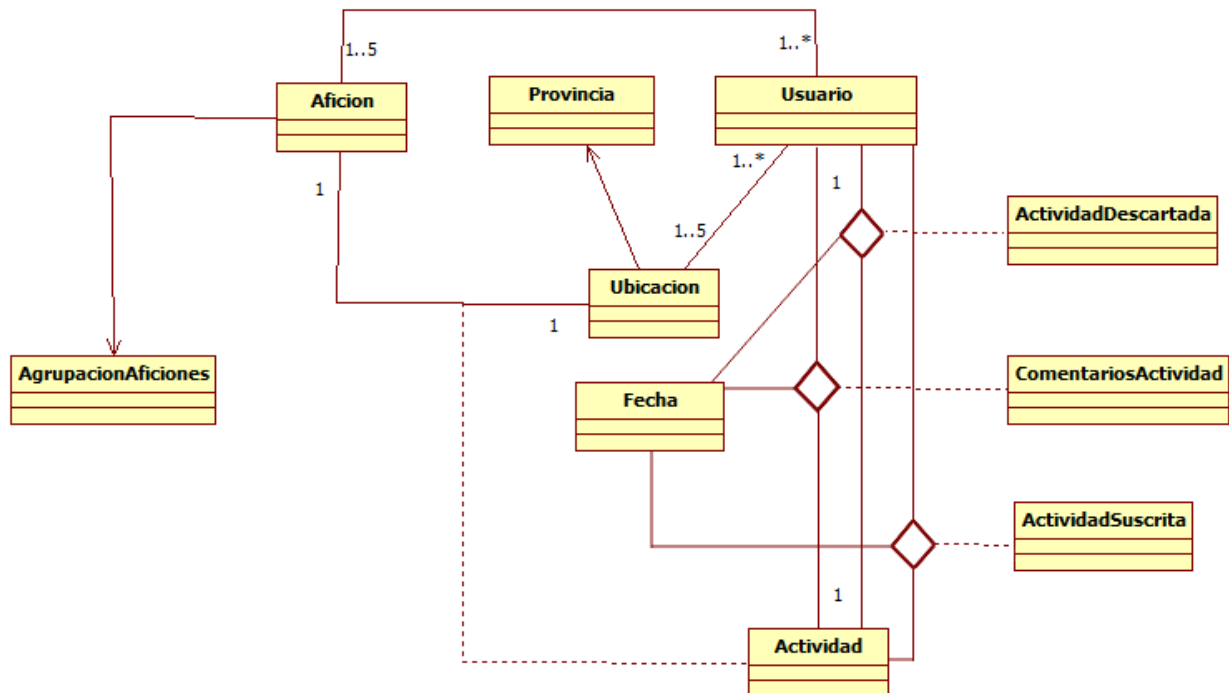 1..5
1..*
Aficion
Provincia
Usuario
1..*
1
1
ActividadDescartada
1..5
Ubicacion
1
AgrupacionAficiones
Fecha
ComentariosActividad
ActividadSuscrita
1
Actividad